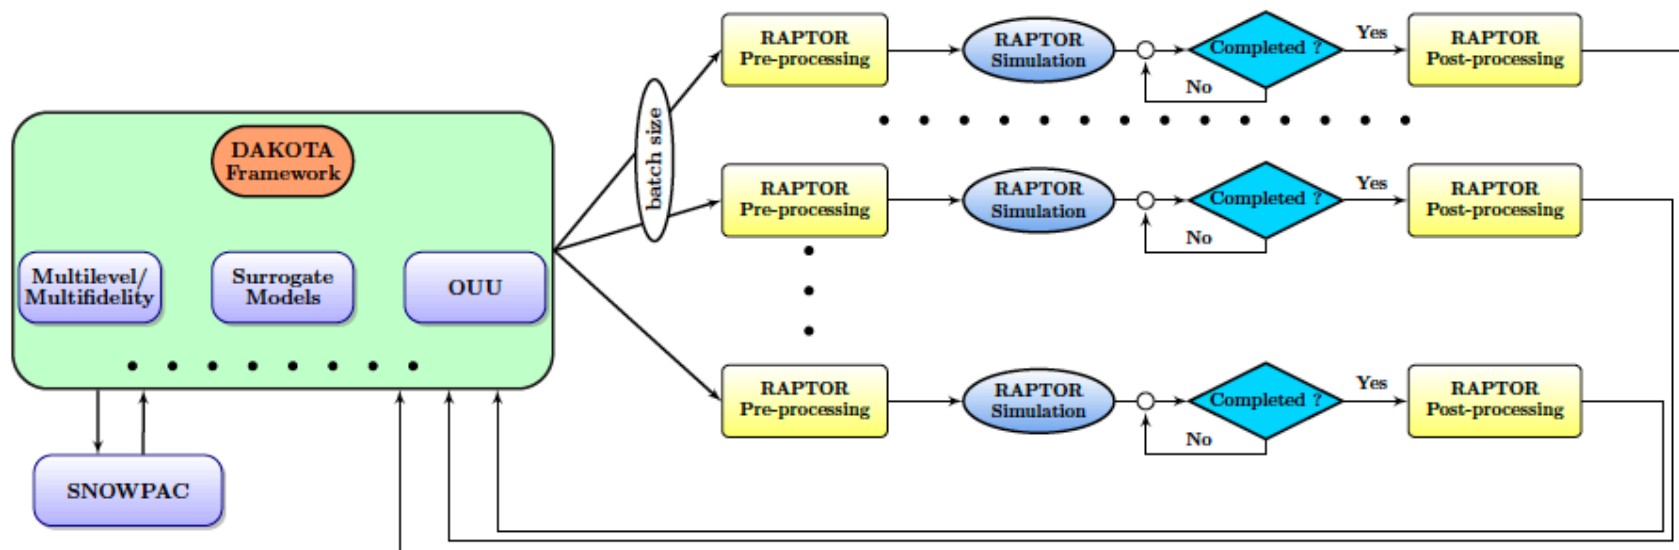 RAPTOR
Pre-processing
RAPTOR
Simulation
Completed ?
Yes
No
RAPTOR
Post-processing
DAKOTA
Framework
batch size
RAPTOR
Pre-processing
RAPTOR
Simulation
Completed ?
Yes
No
RAPTOR
Post-processing
Multilevel/
Multifidelity
Surrogate
Models
OUU
RAPTOR
Pre-processing
RAPTOR
Simulation
Completed ?
Yes
No
RAPTOR
Post-processing
SNOWPAC